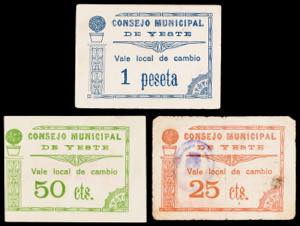 CONSEJO MUNICIPAL
DE YESTE
Vale local de cambio
1 peseta
CONSEJO MUNICIPAL
DE YESTE
Vale local de cambio
50 cts.
CONSEJO MUNICIPAL
DE YESTE
Vale local de cambio
25 cts.